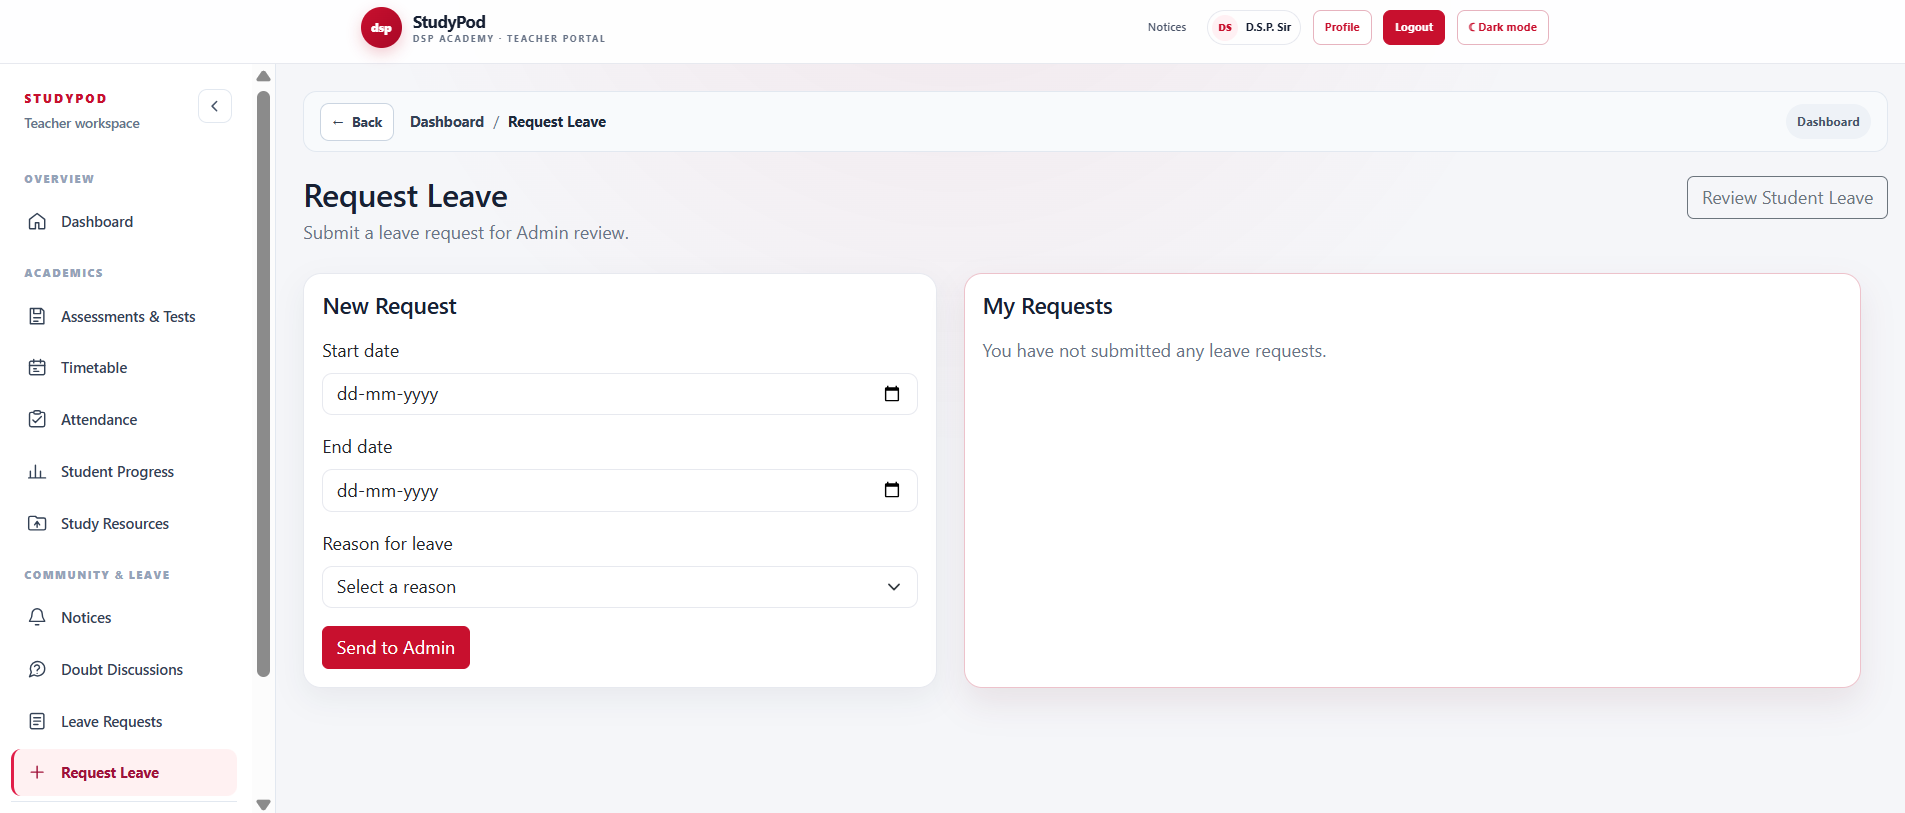 dsp
StudyPod
DSP ACADEMY · TEACHER PORTAL
Notices
DS
D.S.P. Sir
Profile
Logout
Dark mode
STUDYPOD
Teacher workspace
OVERVIEW
Dashboard
ACADEMICS
Assessments & Tests
Timetable
Attendance
Student Progress
Study Resources
COMMUNITY & LEAVE
Notices
Doubt Discussions
Leave Requests
Request Leave
← Back
Dashboard / Request Leave
Dashboard
Request Leave
Submit a leave request for Admin review.
Review Student Leave
New Request
Start date
dd-mm-yyyy
End date
dd-mm-yyyy
Reason for leave
Select a reason
Send to Admin
My Requests
You have not submitted any leave requests.